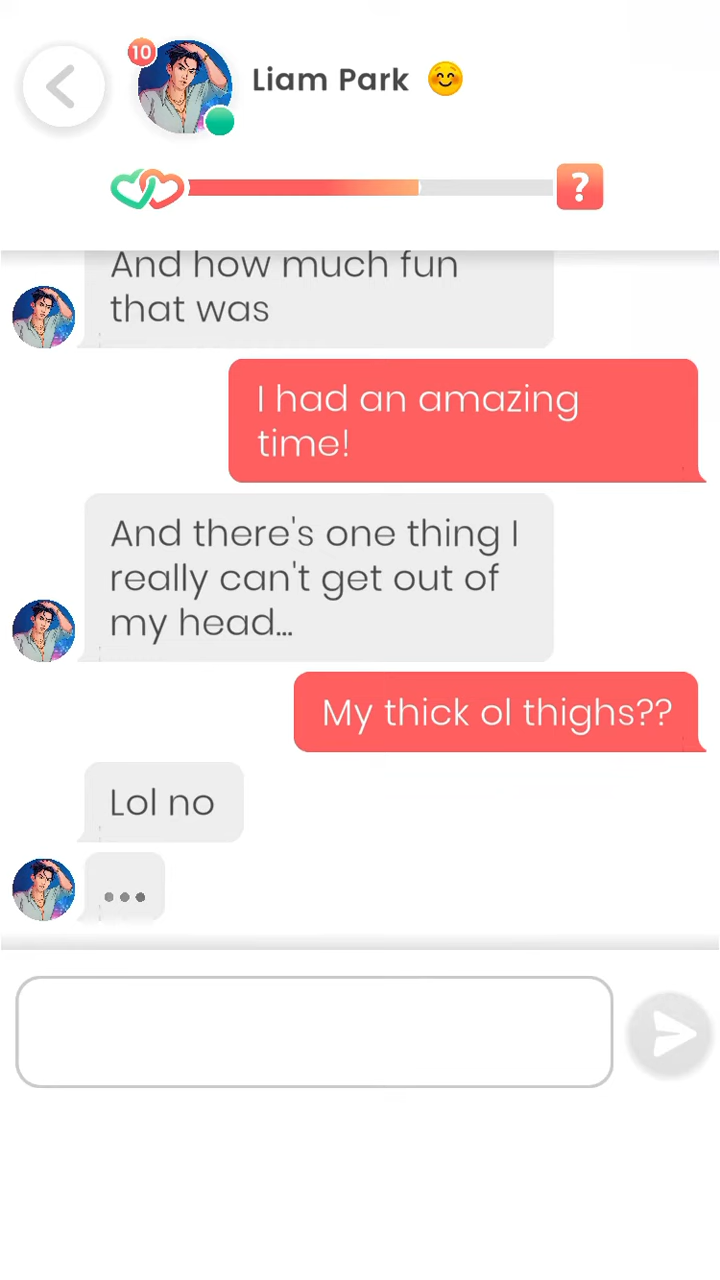 10
Liam Park
?
And how much fun
that was
I had an amazing
time!
And there's one thing I
really can't get out of
my head...
My thick ol thighs??
Lol no